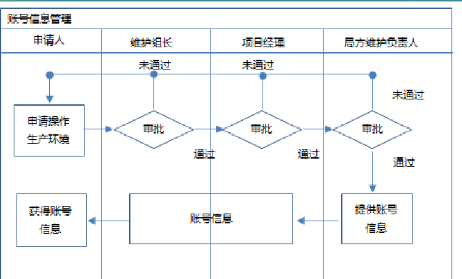 账号信息管理
申请人
维护组长
项目经理
局方维护负责人
未通过
未通过
未通过
申请操作
生产环境
审批
审批
审批
通过
通过
通过
获得账号
信息
账号信息
提供账号
信息